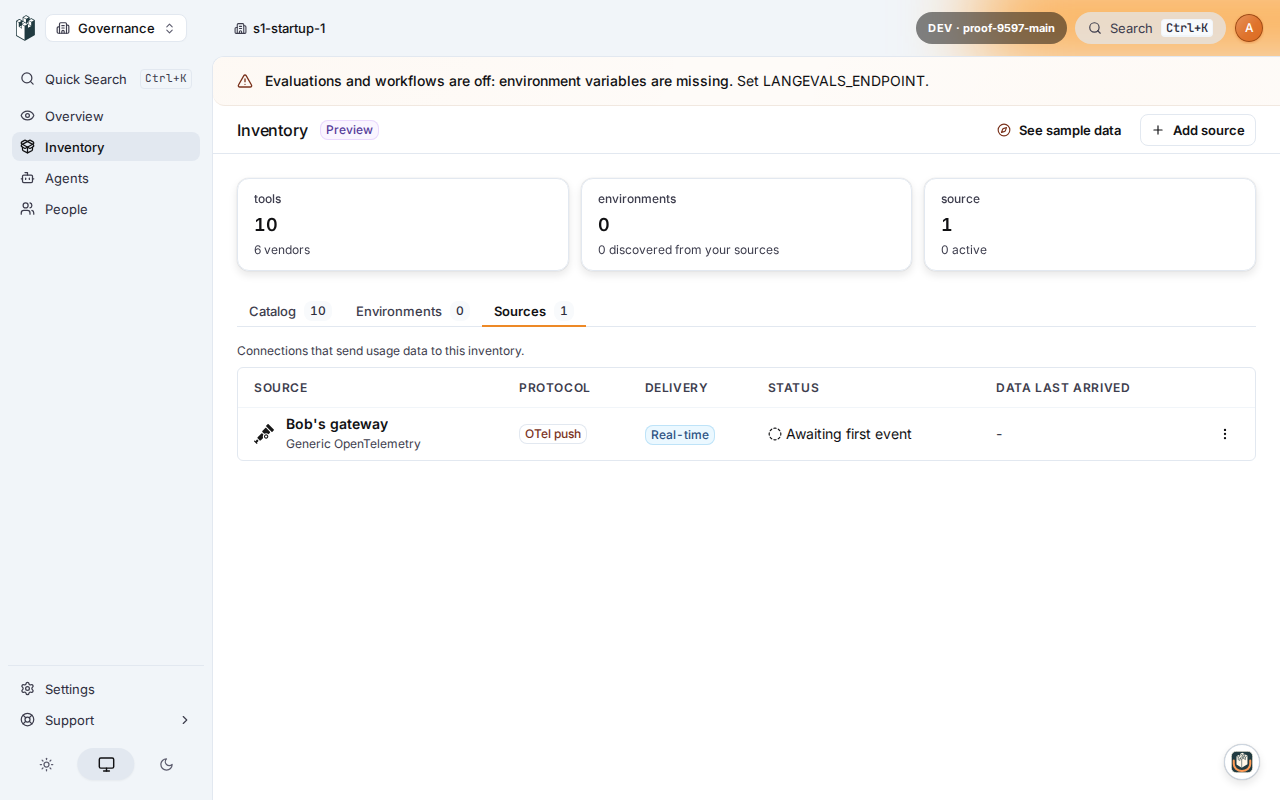 Governance
s1-startup-1
DEV · proof-9597-main
Search Ctrl+K
A
Quick Search Ctrl+K
Overview
Inventory
Agents
People
Settings
Support
Evaluations and workflows are off: environment variables are missing. Set LANGEVALS_ENDPOINT.
Inventory Preview
See sample data
+ Add source
tools
10
6 vendors
environments
0
0 discovered from your sources
source
1
0 active
Catalog 10
Environments 0
Sources 1
Connections that send usage data to this inventory.
SOURCE PROTOCOL DELIVERY STATUS DATA LAST ARRIVED
Bob's gateway
Generic OpenTelemetry
OTel push
Real-time
Awaiting first event
-